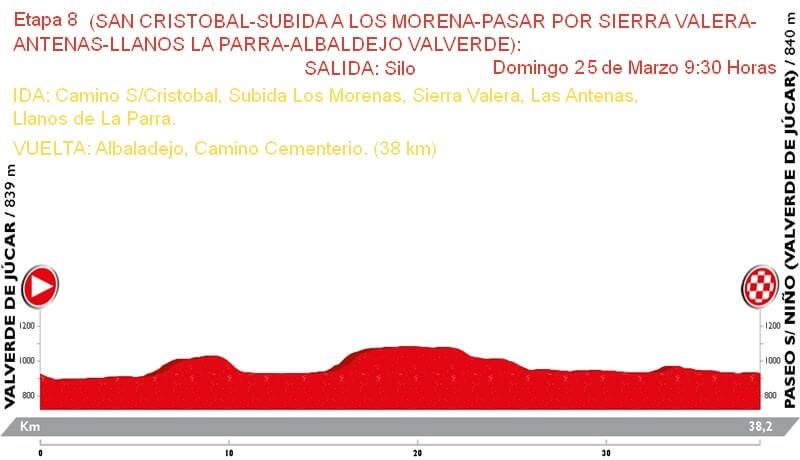 Etapa 8 (SAN CRISTOBAL-SUBIDA A LOS MORENA-PASAR POR SIERRA VALERA-
ANTENAS-LLANOS LA PARRA-ALBALDEJO VALVERDE):
SALIDA: Silo Domingo 25 de Marzo 9:30 Horas
IDA: Camino S/Cristobal, Subida Los Morenas, Sierra Valera, Las Antenas,
Llanos de La Parra.
VUELTA: Albaladejo, Camino Cementerio. (38 km)
VALVERDE DE JÚCAR / 839 m
PASEO S/ NIÑO (VALVERDE DE JÚCAR) / 840 m
1200 1200
1000 1000
800 800
Km 38,2
0 10 20 30